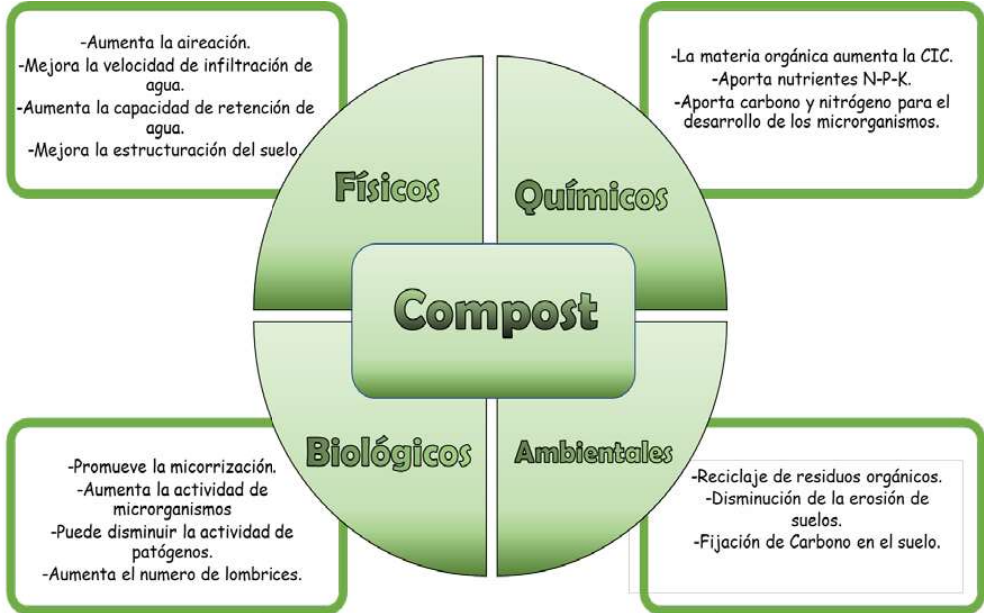 -Aumenta la aireación.
-Mejora la velocidad de infiltración de
agua.
-Aumenta la capacidad de retención de
agua.
-Mejora la estructuración del suelo.
-La materia orgánica aumenta la CIC.
-Aporta nutrientes N-P-K.
-Aporta carbono y nitrógeno para el
desarrollo de los microrganismos.
Físicos
Químicos
Compost
Biológicos
Ambientales
-Promueve la micorrización.
-Aumenta la actividad de
microrganismos
-Puede disminuir la actividad de
patógenos.
-Aumenta el numero de lombrices.
-Reciclaje de residuos orgánicos.
-Disminución de la erosión de
suelos.
-Fijación de Carbono en el suelo.